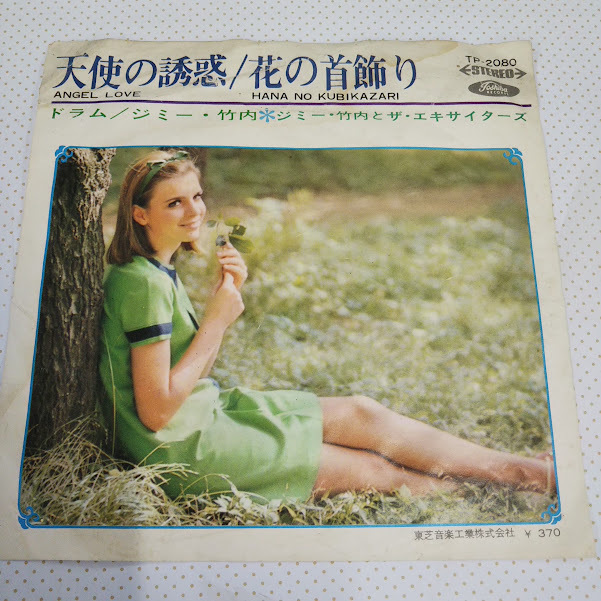 TP-2080
天使の誘惑/花の首飾り
STEREO
ANGEL LOVE
HANA NO KUBIKAZARI
Toshiba
RECORDS
ドラム/ジミー・竹内＊ジミー・竹内とザ・エキサイターズ
東芝音楽工業株式会社 ¥370